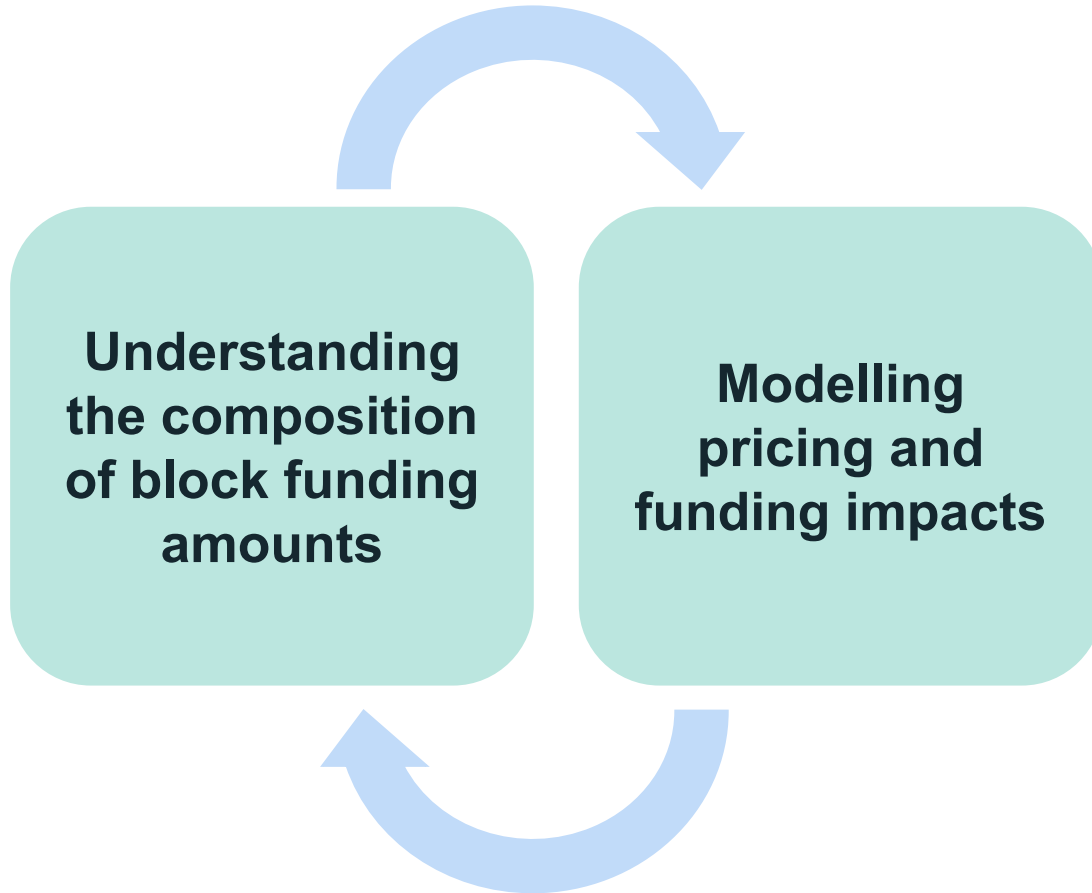 Understanding
the composition
of block funding
amounts
Modelling
pricing and
funding impacts